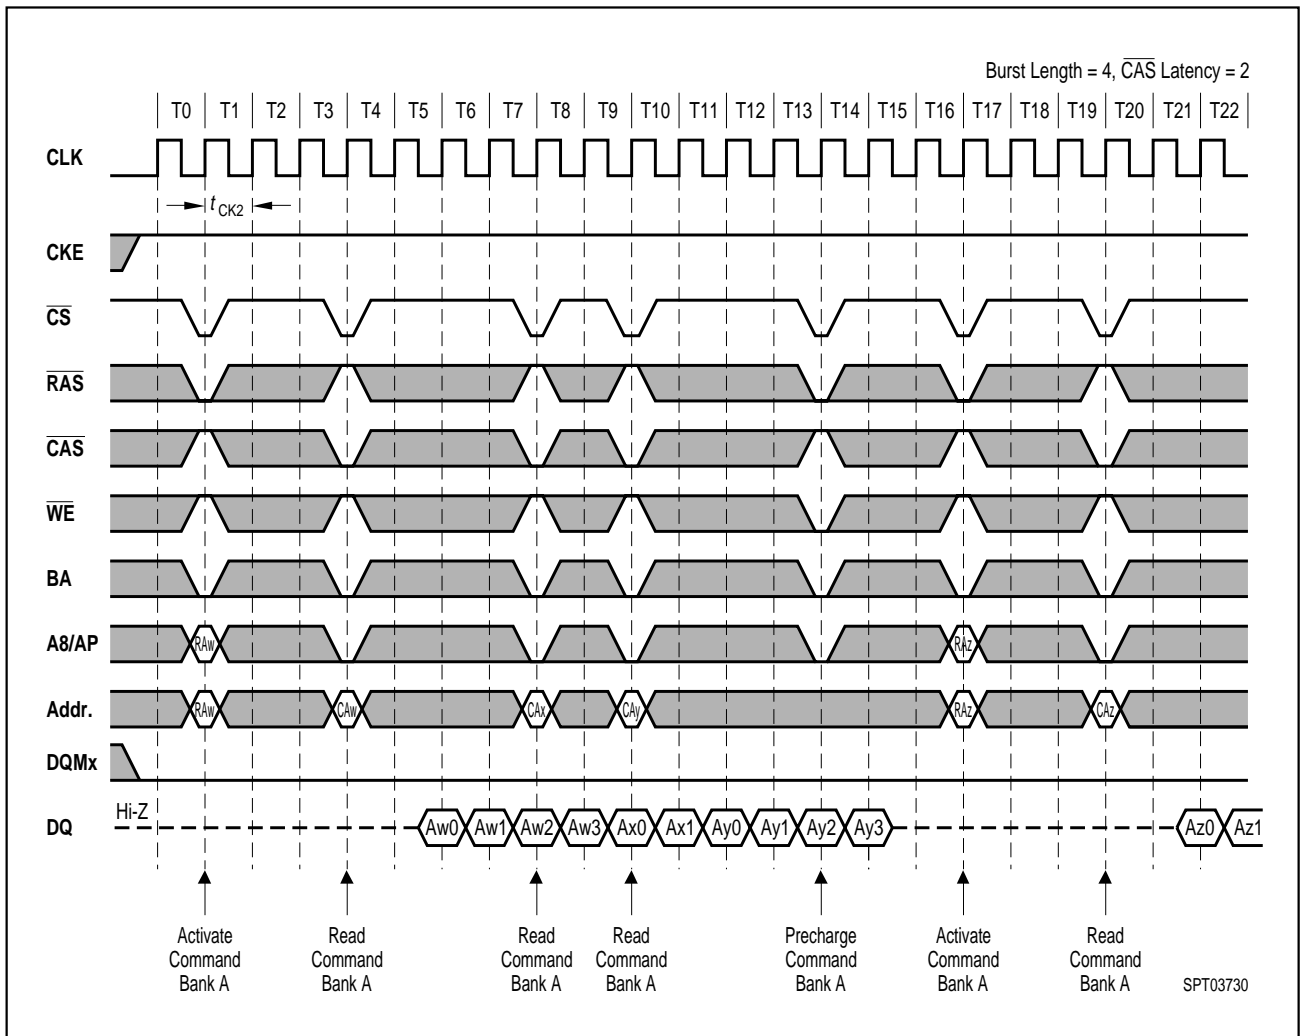 Burst Length = 4, CAS Latency = 2
T0 T1 T2 T3 T4 T5 T6 T7 T8 T9 T10 T11 T12 T13 T14 T15 T16 T17 T18 T19 T20 T21 T22
CLK
t CK2
CKE
CS
RAS
CAS
WE
BA
A8/AP RAw RAz
Addr. RAw CAw CAx CAy RAz CAz
DQMx
Hi-Z
DQ Aw0 Aw1 Aw2 Aw3 Ax0 Ax1 Ay0 Ay1 Ay2 Ay3 Az0 Az1
Activate Read Read Read Precharge Activate Read
Command Command Command Command Command Command Command
Bank A Bank A Bank A Bank A Bank A Bank A Bank A
SPT03730